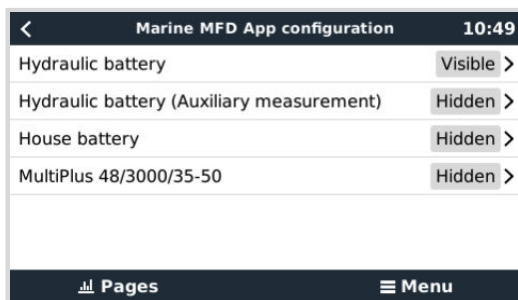 Marine MFD App configuration 10:49
Hydraulic battery Visible
Hydraulic battery (Auxiliary measurement) Hidden
House battery Hidden
MultiPlus 48/3000/35-50 Hidden
Pages Menu